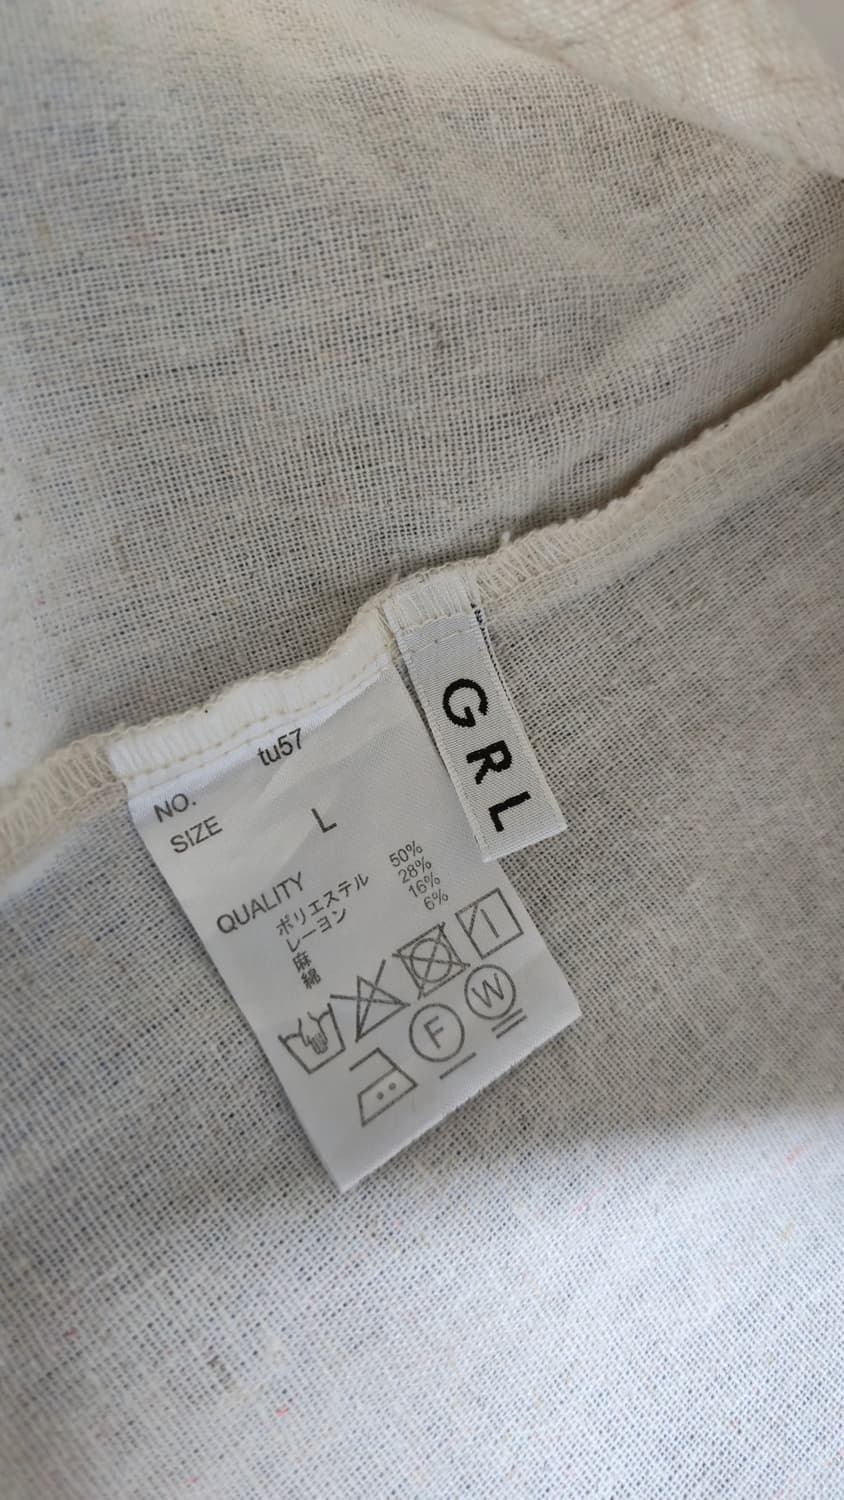 GRL
NO. tu57
SIZE L
QUALITY
ポリエステル 50%
レーヨン 28%
麻 16%
綿 6%
F
W